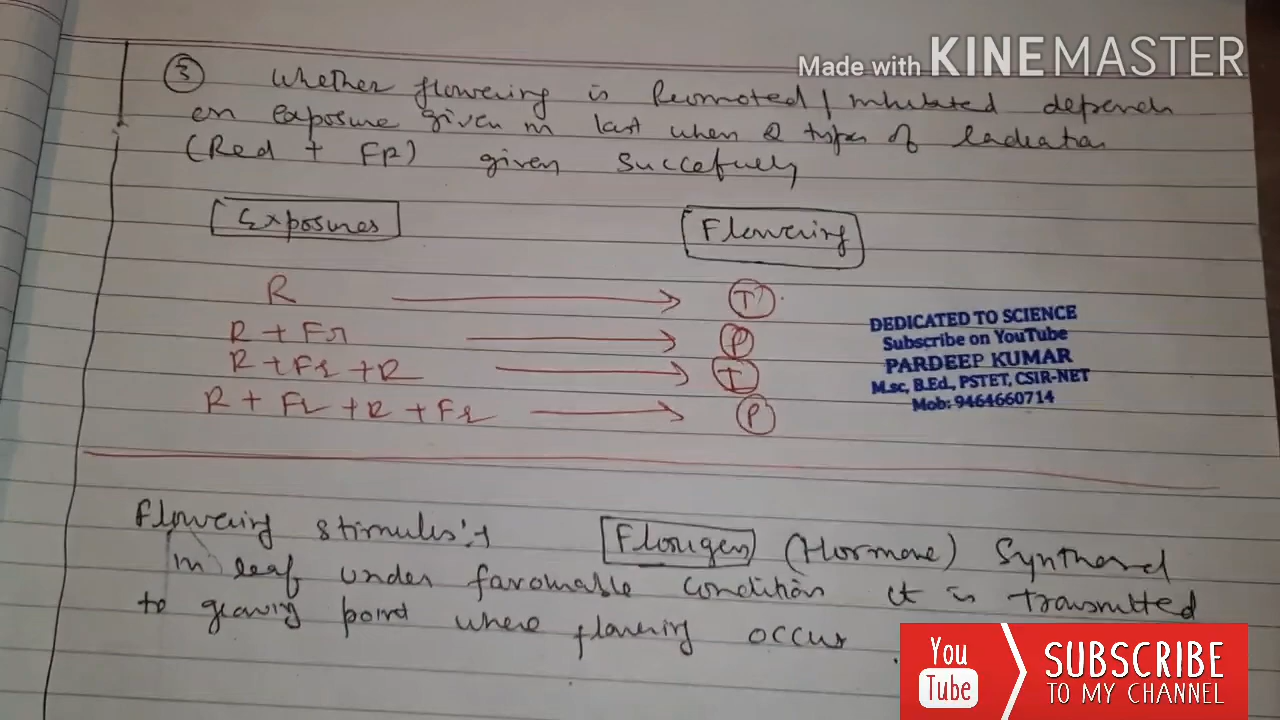 Made with KINEMASTER
③ Whether flowering is Promoted / inhibited depends
on exposure given in last when 2 types of radiation
(Red + FR) given Succefuely
Exposures
Flowering
R → I
R + Fr → P
R + Fr + R → I
R + Fr + R + Fr → P
DEDICATED TO SCIENCE
Subscribe on YouTube
PARDEEP KUMAR
M.sc, B.Ed., PSTET, CSIR-NET
Mob: 9464660714
Flowering stimulus:
Florigen (Hormone) Synthesed
in leaf under favourable condition it is transmitted
to growing point where flowering occur
You Tube
SUBSCRIBE
TO MY CHANNEL